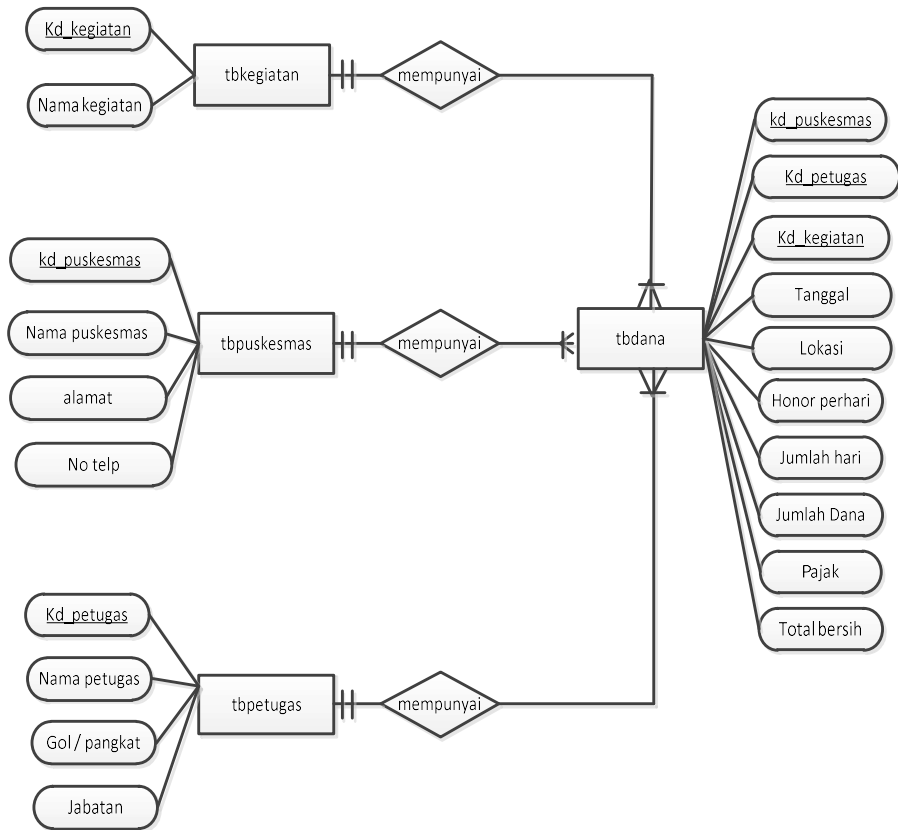 Kd_kegiatan
Nama kegiatan
tbkegiatan
mempunyai
kd_puskesmas
Nama puskesmas
alamat
No telp
tbpuskesmas
mempunyai
Kd_petugas
Nama petugas
Gol / pangkat
Jabatan
tbpetugas
mempunyai
tbdana
kd_puskesmas
Kd_petugas
Kd_kegiatan
Tanggal
Lokasi
Honor perhari
Jumlah hari
Jumlah Dana
Pajak
Total bersih